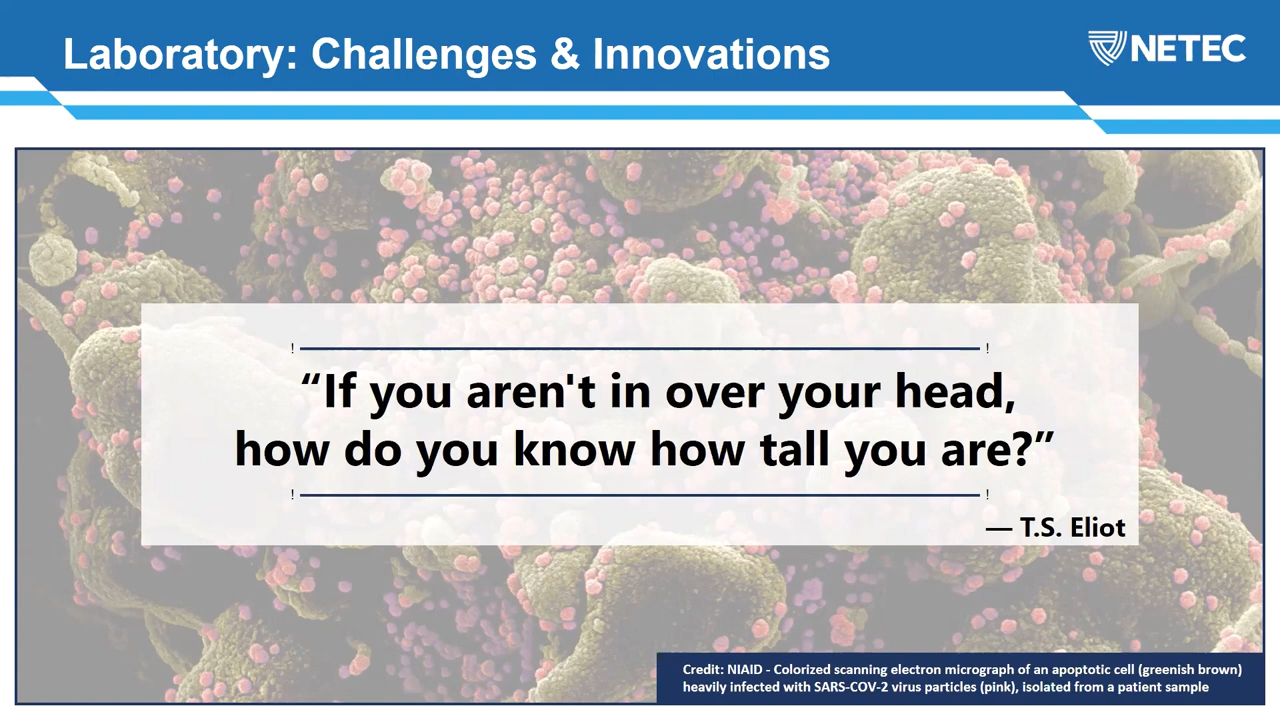 Laboratory: Challenges & Innovations
NETEC
“If you aren't in over your head,
how do you know how tall you are?”
— T.S. Eliot
Credit: NIAID - Colorized scanning electron micrograph of an apoptotic cell (greenish brown)
heavily infected with SARS-COV-2 virus particles (pink), isolated from a patient sample